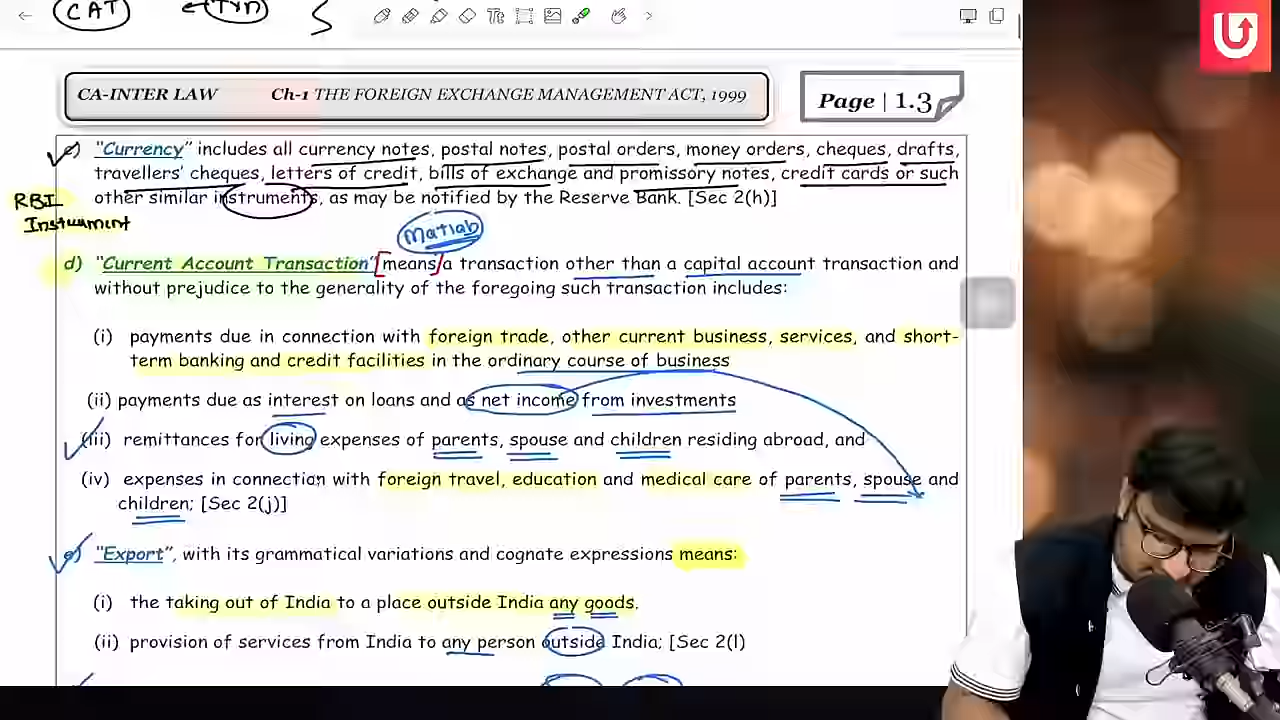 CAT
Txn
CA-INTER LAW Ch-1 THE FOREIGN EXCHANGE MANAGEMENT ACT, 1999
Page | 1.3
c) "Currency" includes all currency notes, postal notes, postal orders, money orders, cheques, drafts,
travellers' cheques, letters of credit, bills of exchange and promissory notes, credit cards or such
other similar instruments, as may be notified by the Reserve Bank. [Sec 2(h)]
RBI
Instrument
Matlab
d) "Current Account Transaction" [means] a transaction other than a capital account transaction and
without prejudice to the generality of the foregoing such transaction includes:
(i) payments due in connection with foreign trade, other current business, services, and short-
term banking and credit facilities in the ordinary course of business
(ii) payments due as interest on loans and as net income from investments
(iii) remittances for living expenses of parents, spouse and children residing abroad, and
(iv) expenses in connection with foreign travel, education and medical care of parents, spouse and
children; [Sec 2(j)]
e) "Export", with its grammatical variations and cognate expressions means:
(i) the taking out of India to a place outside India any goods.
(ii) provision of services from India to any person outside India; [Sec 2(l)